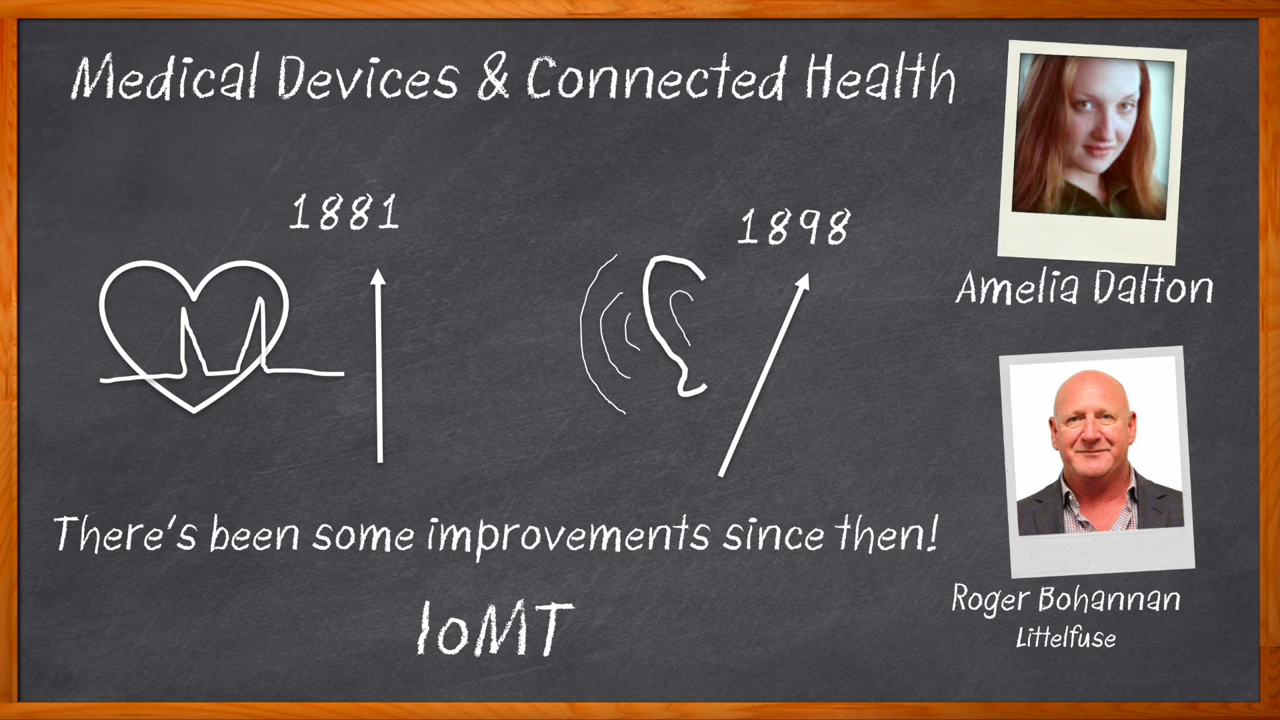 Medical Devices & Connected Health
1881
1898
There's been some improvements since then!
IoMT
Amelia Dalton
Roger Bohannan
Littelfuse